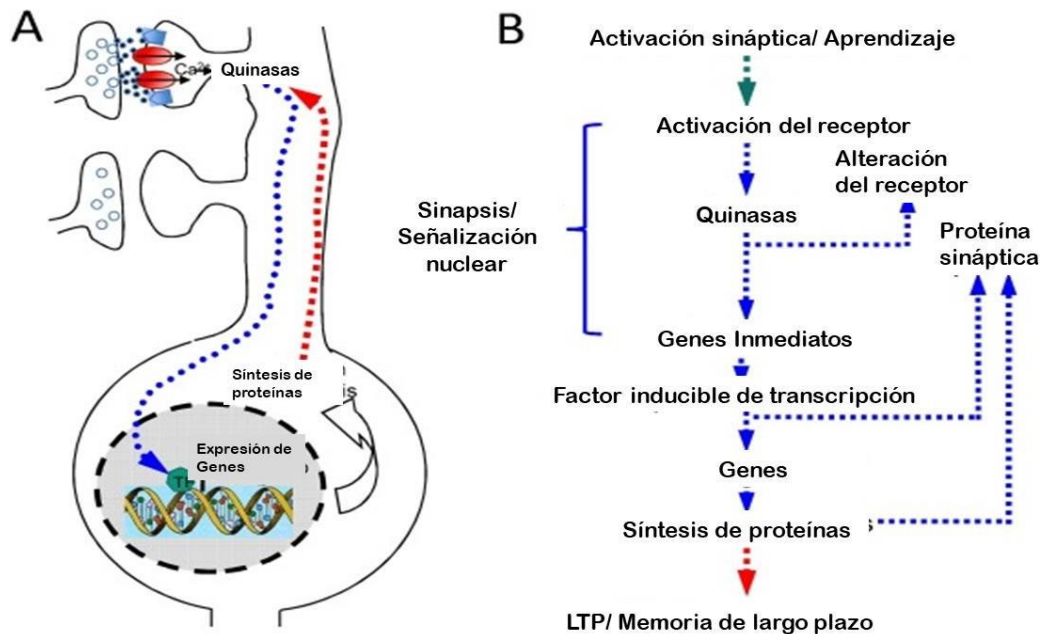 A
Ca²⁺
Quinasas
Síntesis de
proteínas
Expresión de
Genes
B
Activación sináptica/ Aprendizaje
Activación del receptor
Alteración
del receptor
Quinasas
Sinapsis/
Señalización
nuclear
Proteína
sináptica
Genes Inmediatos
Factor inducible de transcripción
Genes
Síntesis de proteínas
LTP/ Memoria de largo plazo